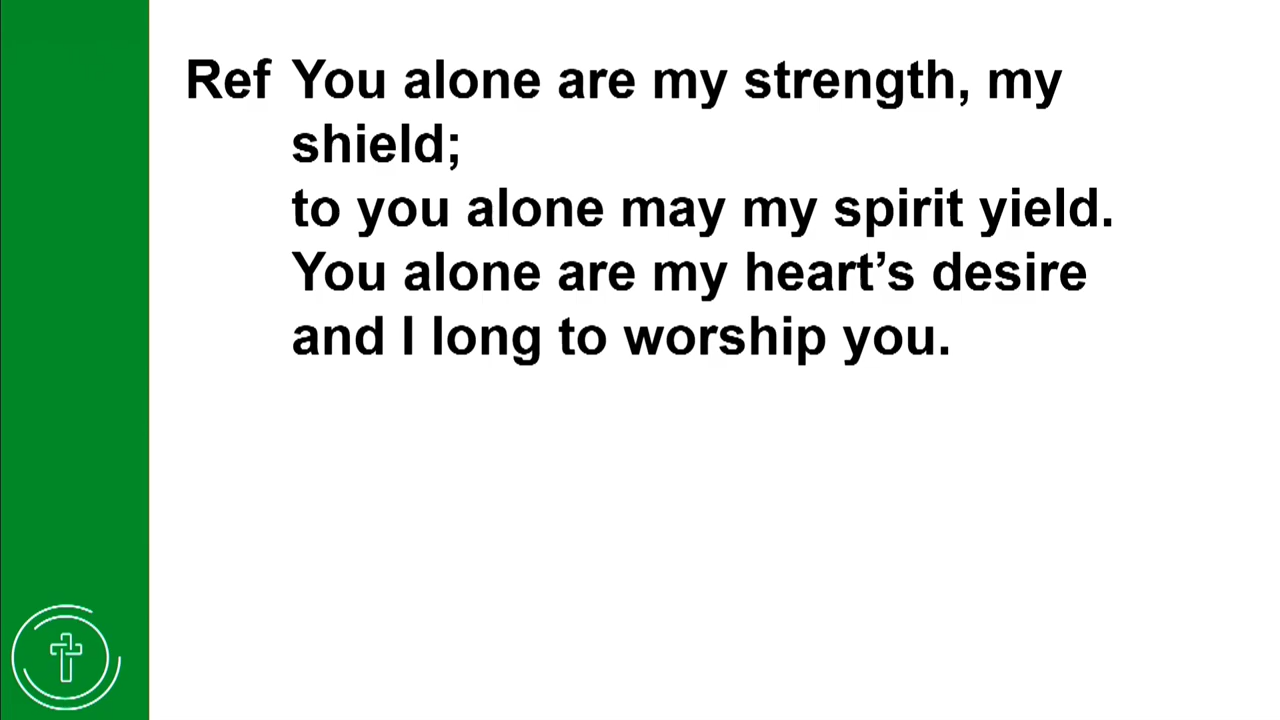 Ref You alone are my strength, my
shield;
to you alone may my spirit yield.
You alone are my heart’s desire
and I long to worship you.